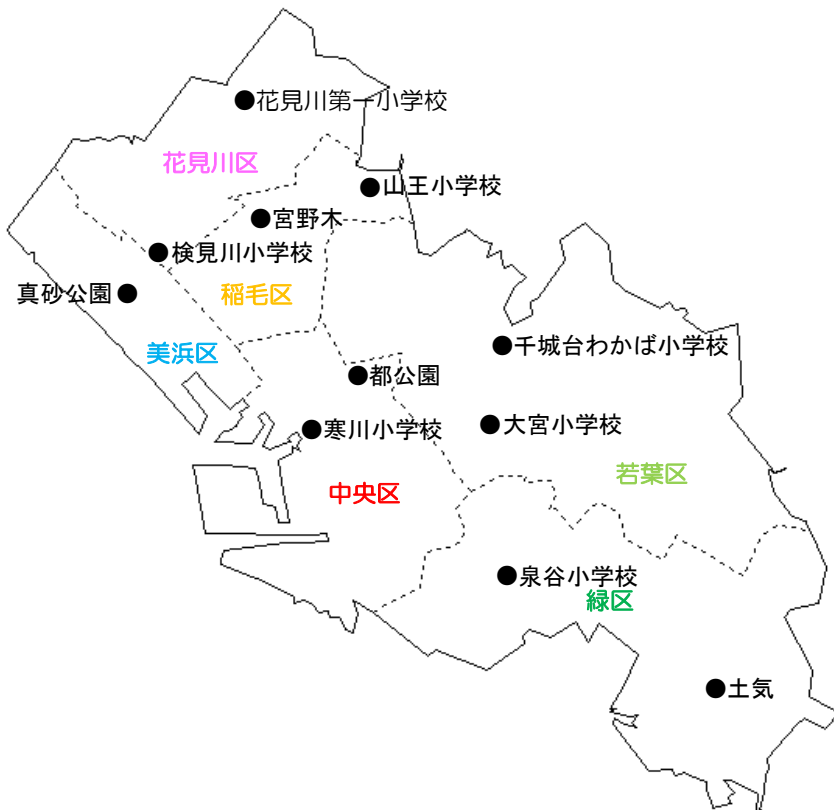 花見川第一小学校
花見川区
山王小学校
宮野木
検見川小学校
真砂公園
稲毛区
美浜区
千城台わかば小学校
都公園
寒川小学校
大宮小学校
若葉区
中央区
泉谷小学校
緑区
土気